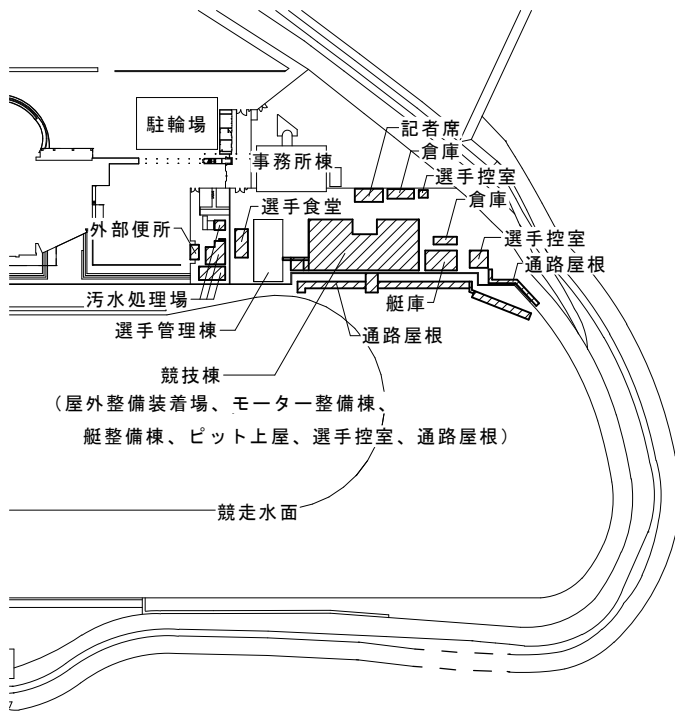 駐輪場
記者席
倉庫
事務所棟
選手控室
選手食堂
倉庫
外部便所
選手控室
通路屋根
汚水処理場
艇庫
選手管理棟
通路屋根
競技棟
(屋外整備装着場、モーター整備棟、
艇整備棟、ピット上屋、選手控室、通路屋根)
競走水面